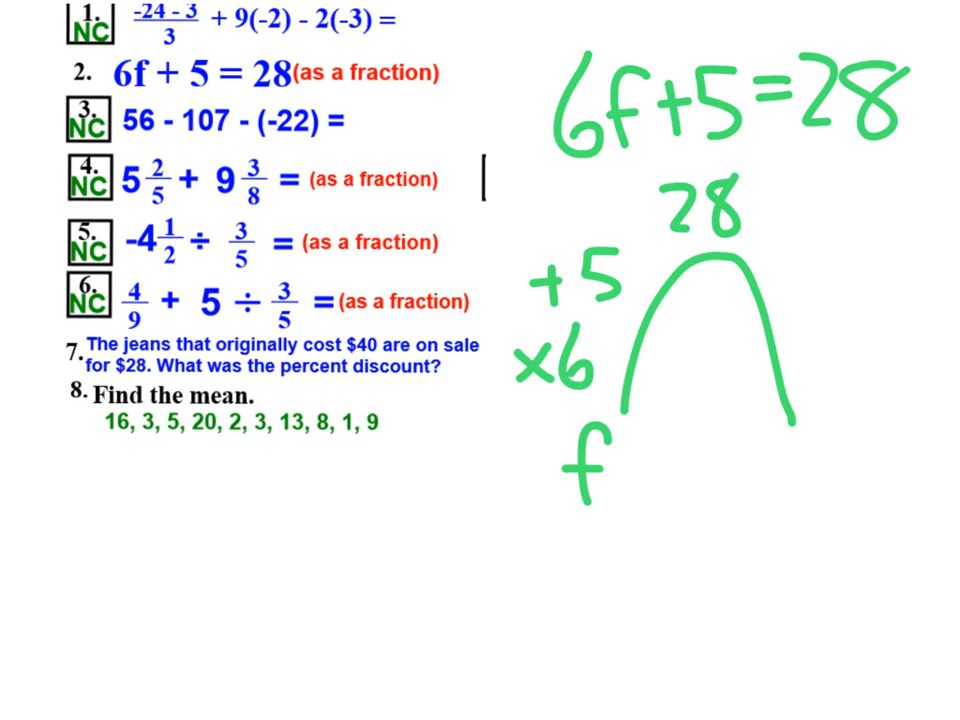 1. NC -24 - 3 / 3 + 9(-2) - 2(-3) =
2. 6f + 5 = 28 (as a fraction)
3. NC 56 - 107 - (-22) =
4. NC 5 2/5 + 9 3/8 = (as a fraction)
5. NC -4 1/2 ÷ 3/5 = (as a fraction)
6. NC 4/9 + 5 ÷ 3/5 = (as a fraction)
7. The jeans that originally cost $40 are on sale
for $28. What was the percent discount?
8. Find the mean.
16, 3, 5, 20, 2, 3, 13, 8, 1, 9
6f+5=28
28
+5
x6
f